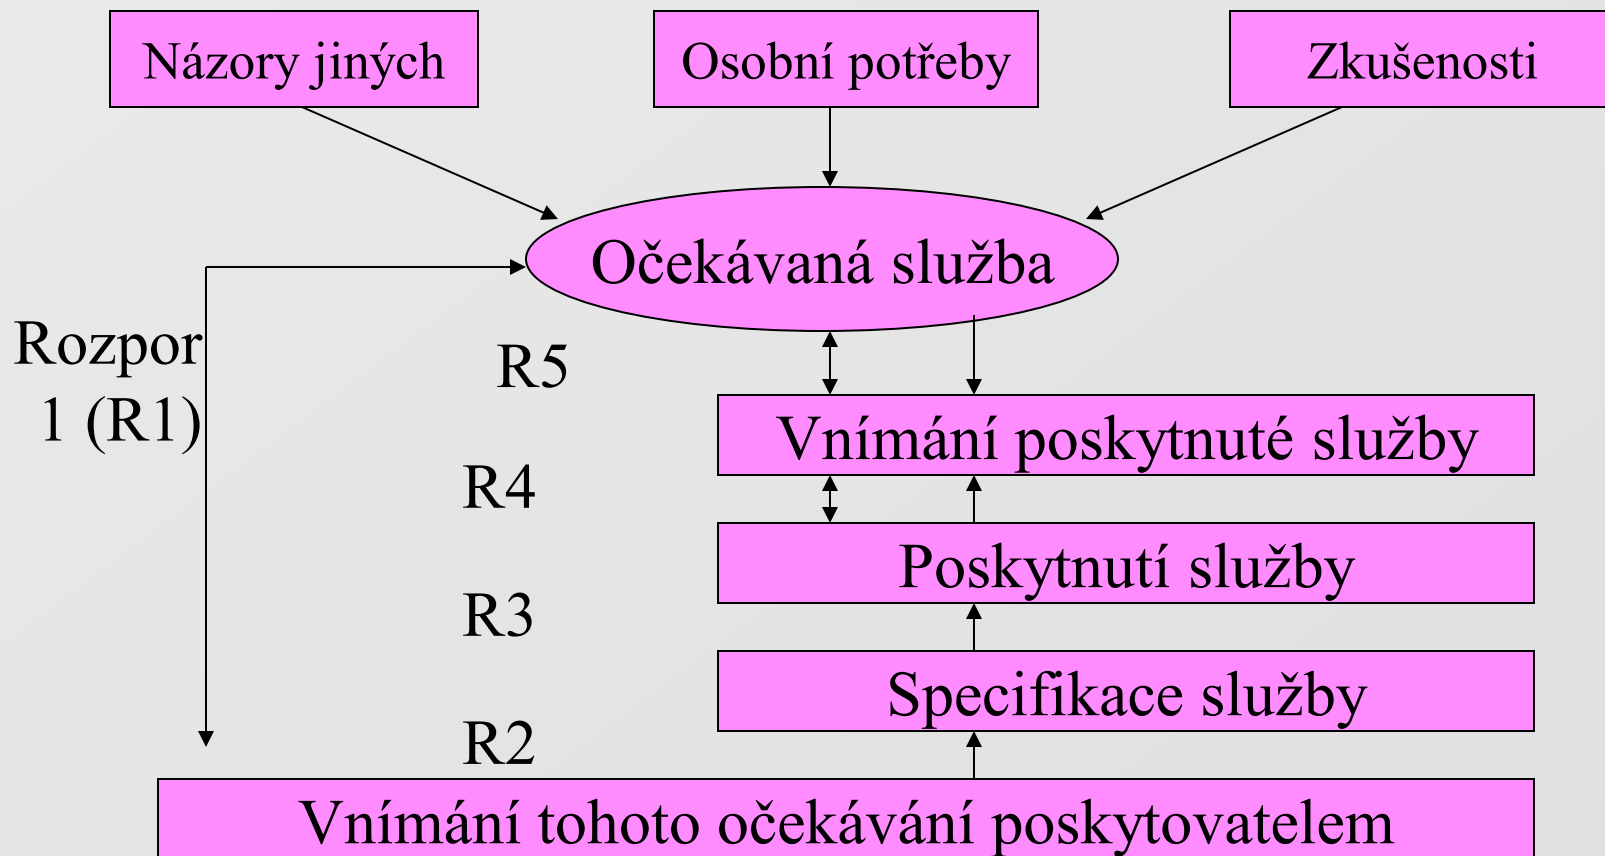 Názory jiných
Osobní potřeby
Zkušenosti
Očekávaná služba
Rozpor
1 (R1)
R5
Vnímání poskytnuté služby
R4
Poskytnutí služby
R3
Specifikace služby
R2
Vnímání tohoto očekávání poskytovatelem